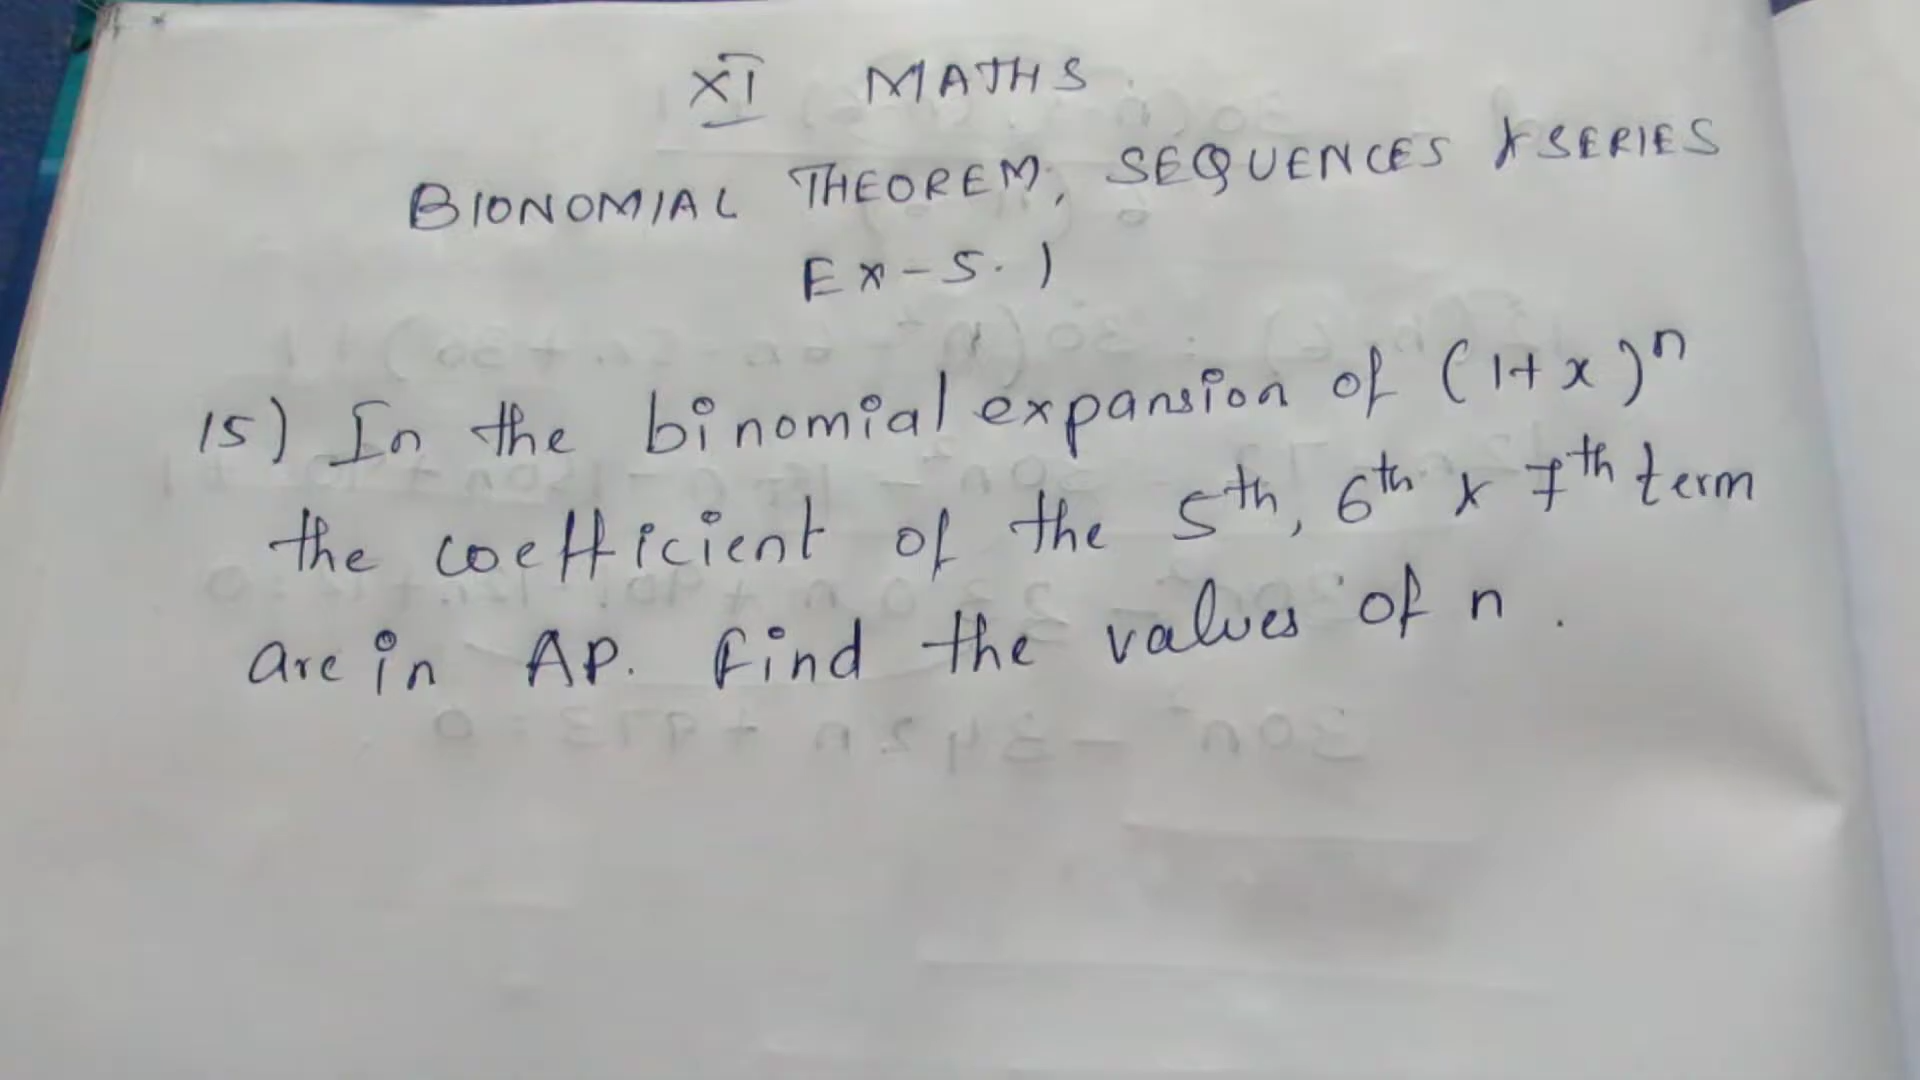 XI MATHS
BIONOMIAL THEOREM, SEQUENCES & SERIES
Ex-5.1
15) In the binomial expansion of (1+x)ⁿ
the coefficient of the 5th, 6th & 7th term
are in AP. find the values of n.